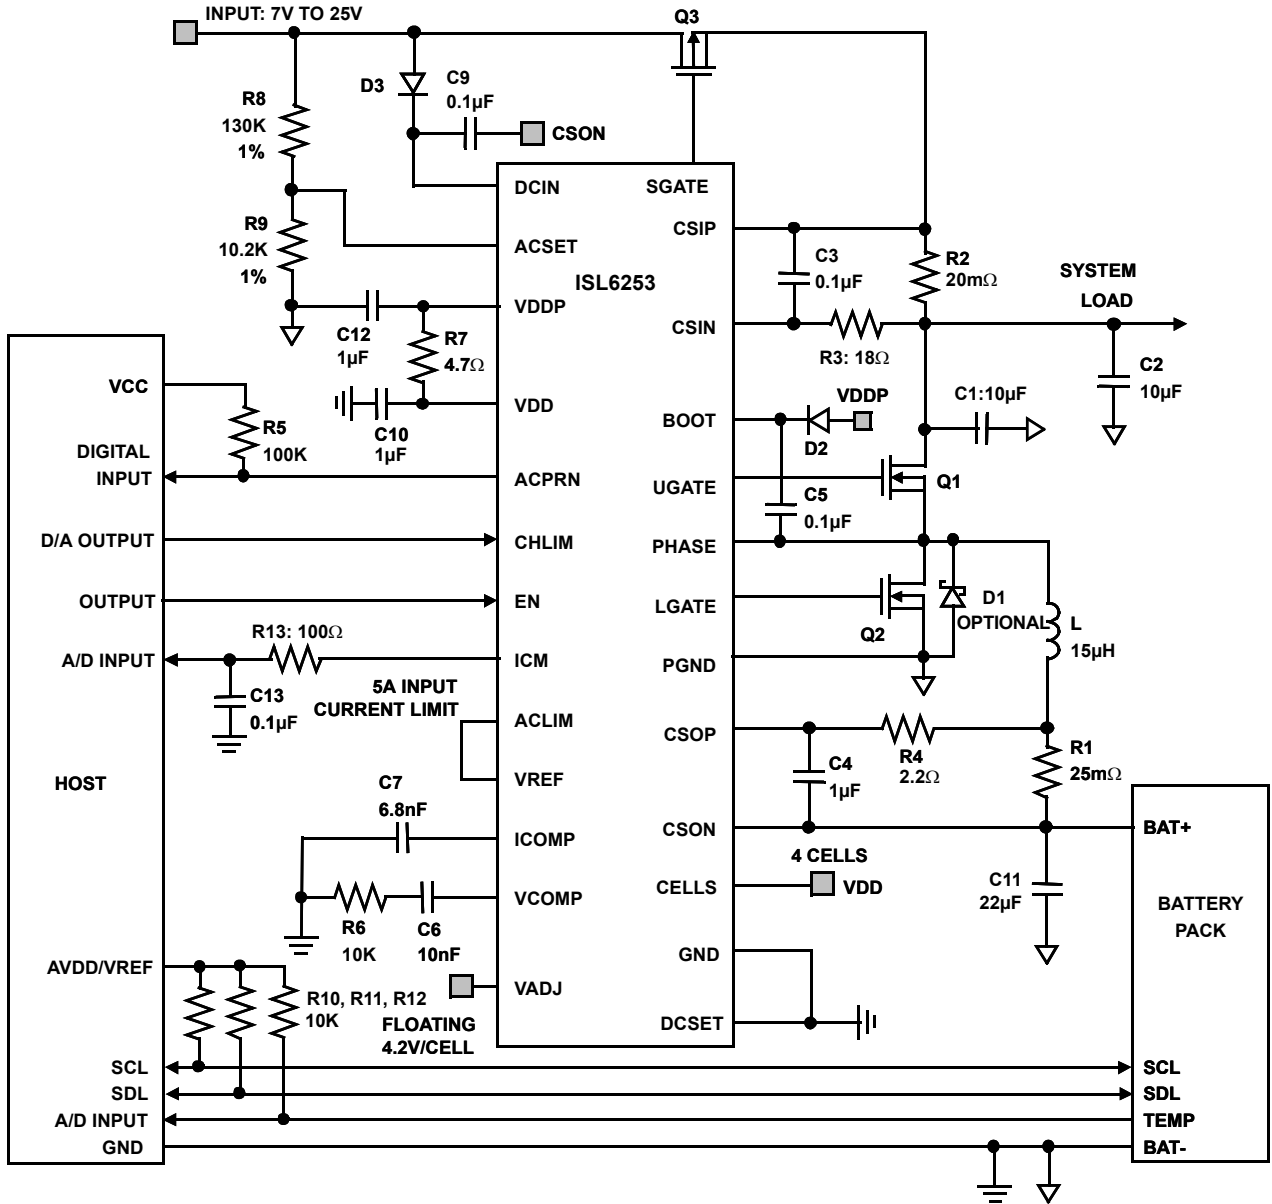 INPUT: 7V TO 25V
Q3
D3
C9
0.1µF
R8
130K
1%
CSON
DCIN
SGATE
R9
10.2K
1%
CSIP
ACSET
ISL6253
C3
0.1µF
R2
20mΩ
SYSTEM
LOAD
VDDP
C12
1µF
R7
4.7Ω
CSIN
R3: 18Ω
C2
10µF
VCC
VDD
C10
1µF
BOOT
VDDP
D2
C1:10µF
R5
100K
DIGITAL
INPUT
ACPRN
UGATE
Q1
C5
0.1µF
D/A OUTPUT
CHLIM
PHASE
OUTPUT
EN
LGATE
Q2
D1
OPTIONAL
L
15µH
R13: 100Ω
A/D INPUT
ICM
PGND
C13
0.1µF
5A INPUT
CURRENT LIMIT
ACLIM
CSOP
R4
2.2Ω
R1
25mΩ
C4
1µF
HOST
VREF
C7
6.8nF
ICOMP
CSON
BAT+
4 CELLS
CELLS
VDD
C11
22µF
BATTERY
PACK
VCOMP
R6
10K
C6
10nF
AVDD/VREF
GND
VADJ
R10, R11, R12
10K
FLOATING
4.2V/CELL
DCSET
SCL
SCL
SDL
SDL
A/D INPUT
TEMP
GND
BAT-